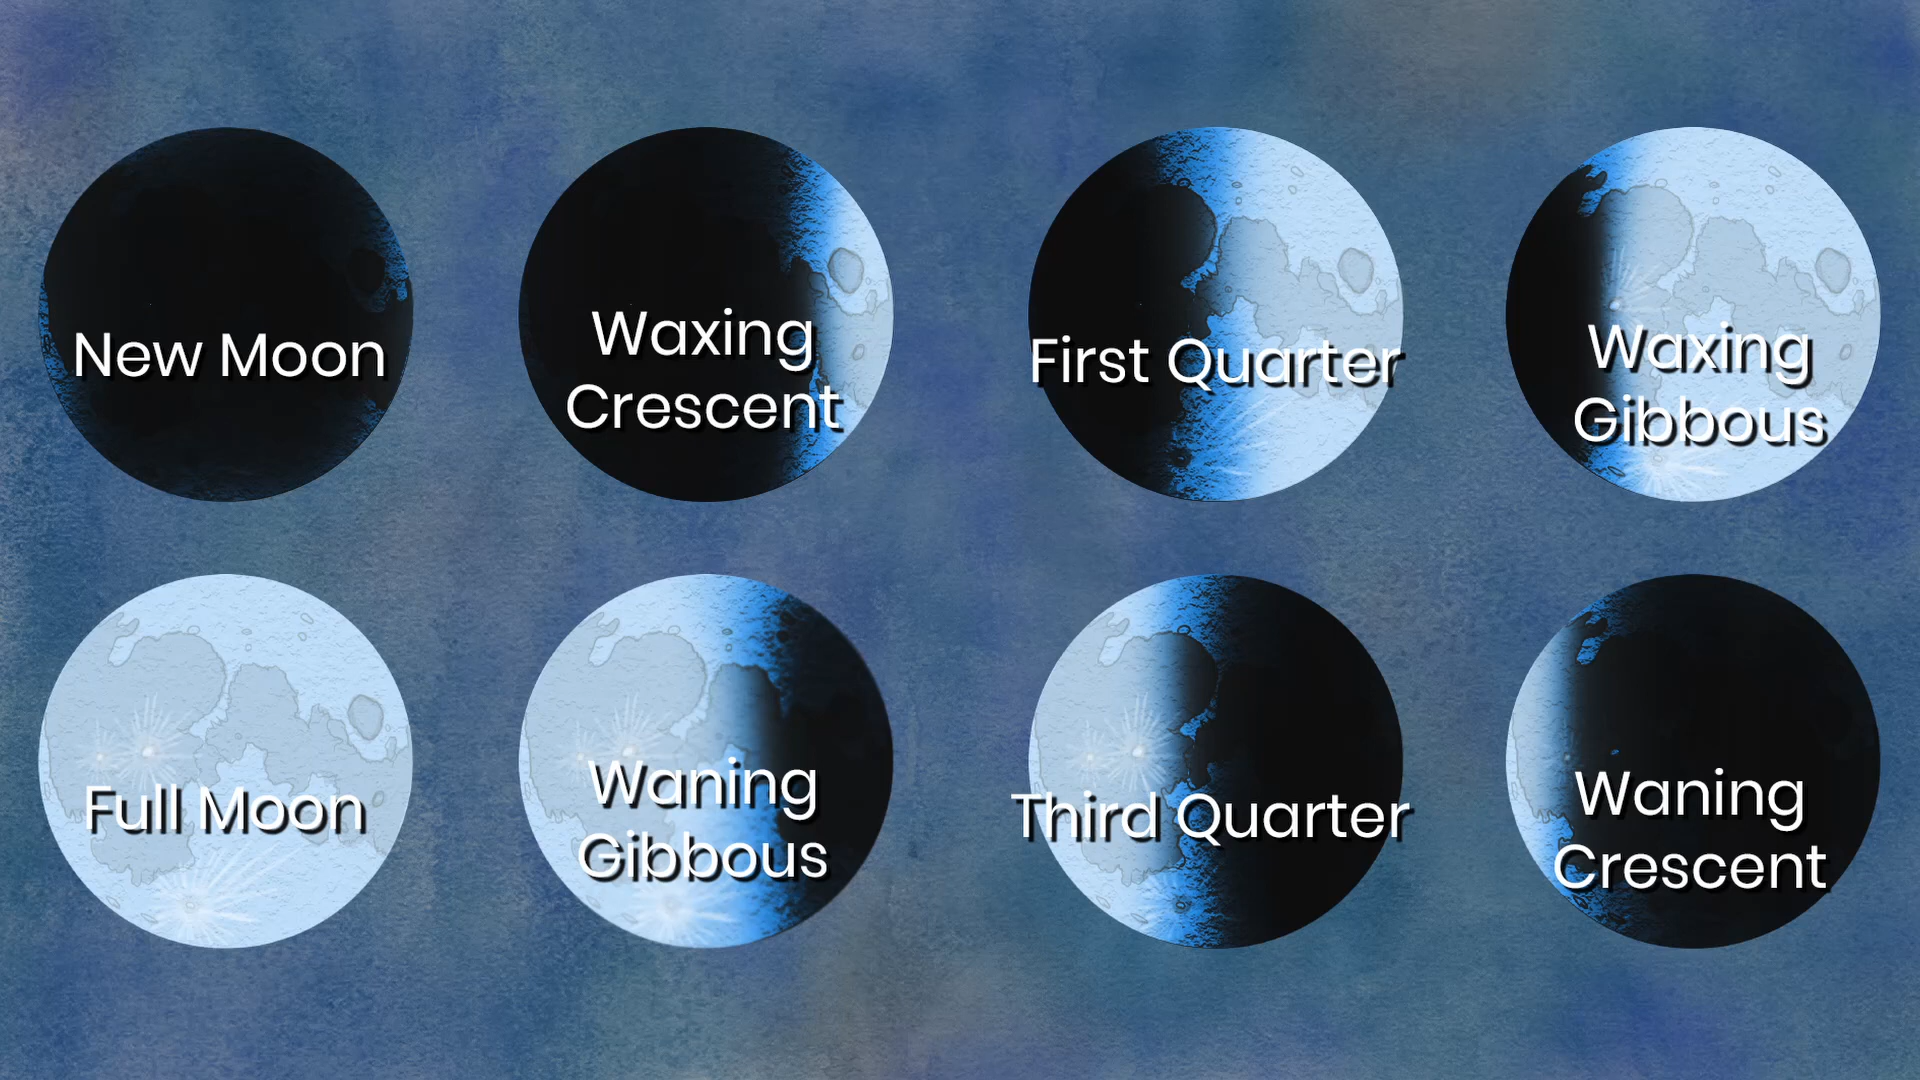 New Moon
Waxing
Crescent
First Quarter
Waxing
Gibbous
Full Moon
Waning
Gibbous
Third Quarter
Waning
Crescent